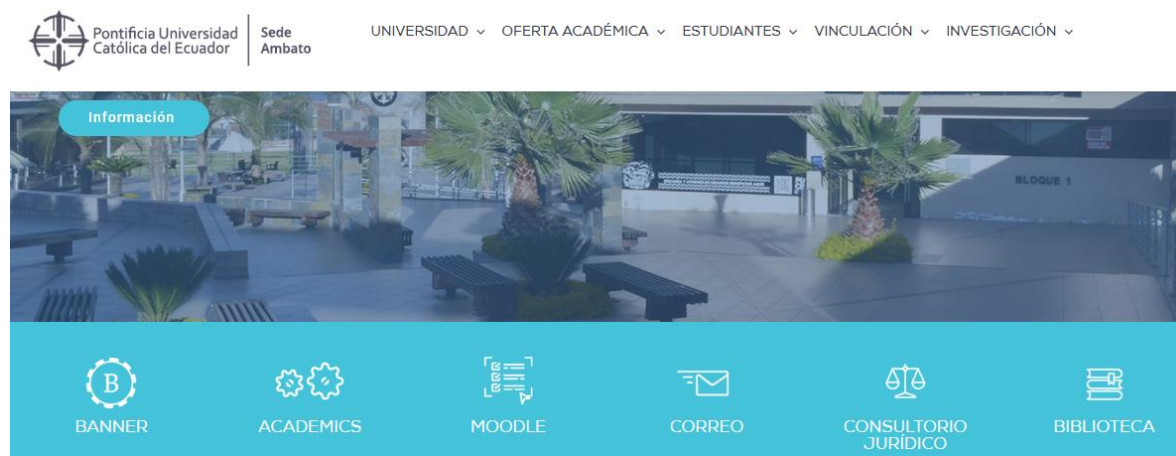 Pontificia Universidad
Católica del Ecuador
Sede
Ambato
UNIVERSIDAD
OFERTA ACADÉMICA
ESTUDIANTES
VINCULACIÓN
INVESTIGACIÓN
Información
BLOQUE 1
B
BANNER
ACADEMICS
MOODLE
CORREO
CONSULTORIO
JURÍDICO
BIBLIOTECA